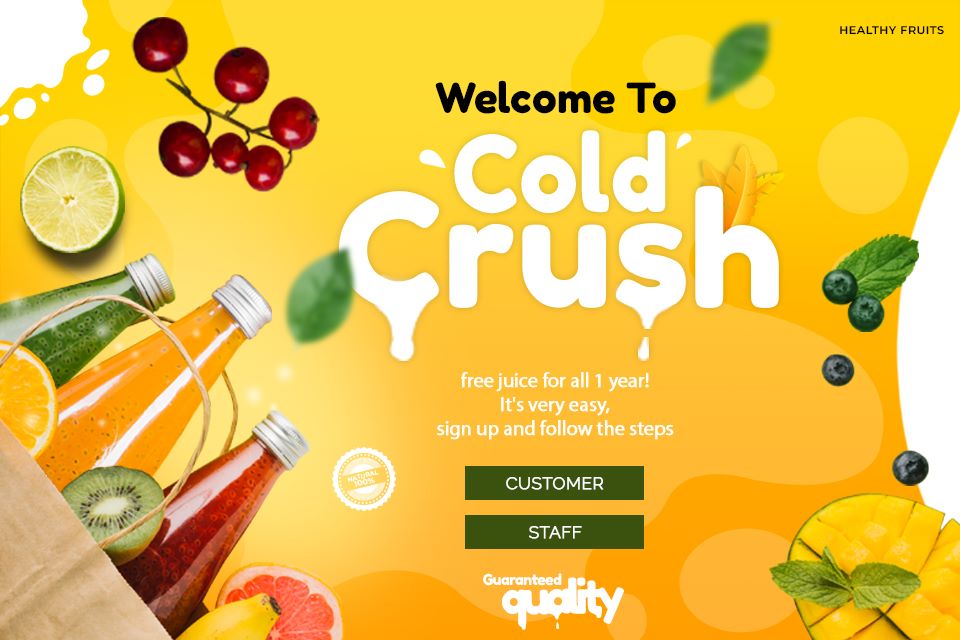 HEALTHY FRUITS
Welcome To
Cold
Crush
free juice for all 1 year!
It's very easy,
sign up and follow the steps
NATURAL
100%
CUSTOMER
STAFF
Guaranteed
quality